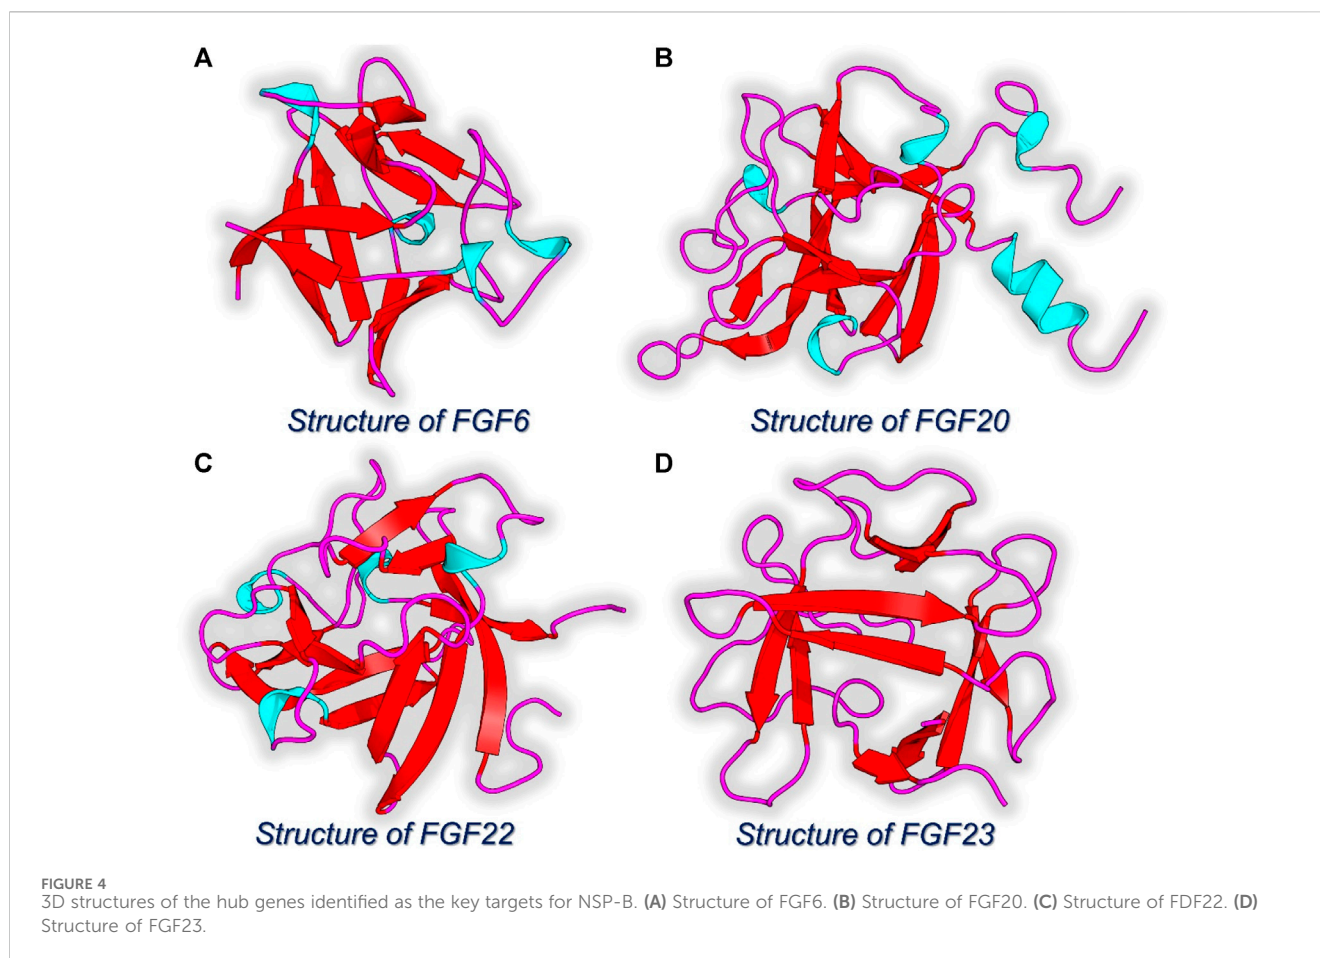 A
B
Structure of FGF6
Structure of FGF20
C
D
Structure of FGF22
Structure of FGF23
FIGURE 4
3D structures of the hub genes identified as the key targets for NSP-B. (A) Structure of FGF6. (B) Structure of FGF20. (C) Structure of FDF22. (D)
Structure of FGF23.